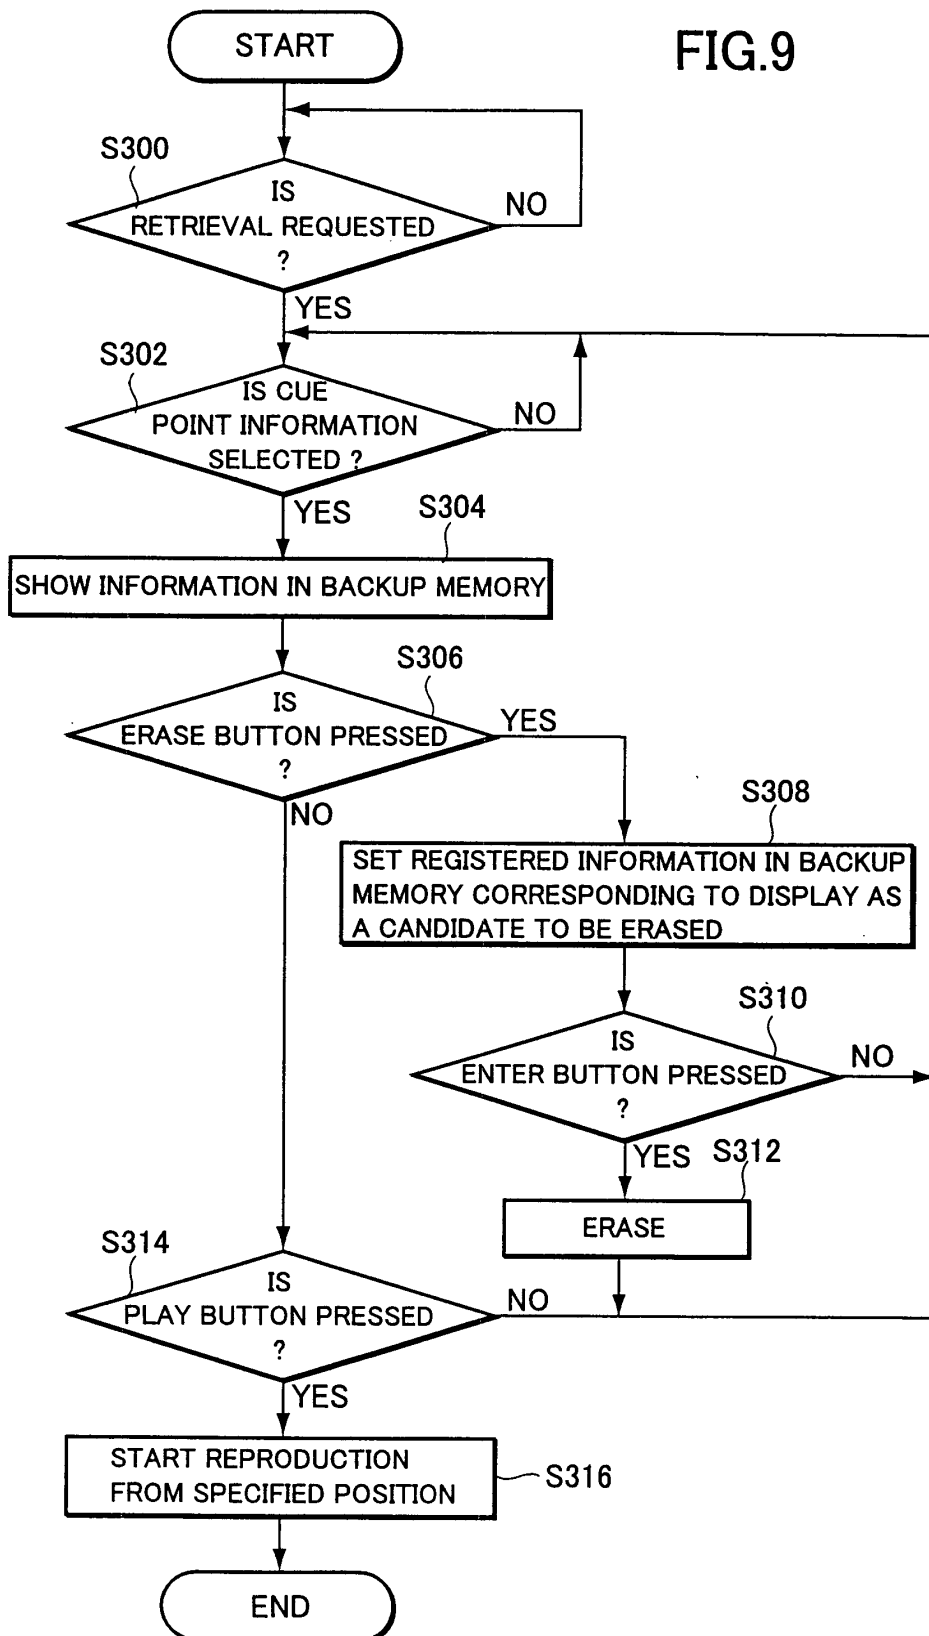 START
FIG.9
S300
IS
RETRIEVAL REQUESTED
?
NO
YES
S302
IS CUE
POINT INFORMATION
SELECTED ?
NO
YES
S304
SHOW INFORMATION IN BACKUP MEMORY
S306
IS
ERASE BUTTON PRESSED
?
YES
NO
S308
SET REGISTERED INFORMATION IN BACKUP
MEMORY CORRESPONDING TO DISPLAY AS
A CANDIDATE TO BE ERASED
S310
IS
ENTER BUTTON PRESSED
?
NO
YES
S312
ERASE
S314
IS
PLAY BUTTON PRESSED
?
NO
YES
START REPRODUCTION
FROM SPECIFIED POSITION
S316
END